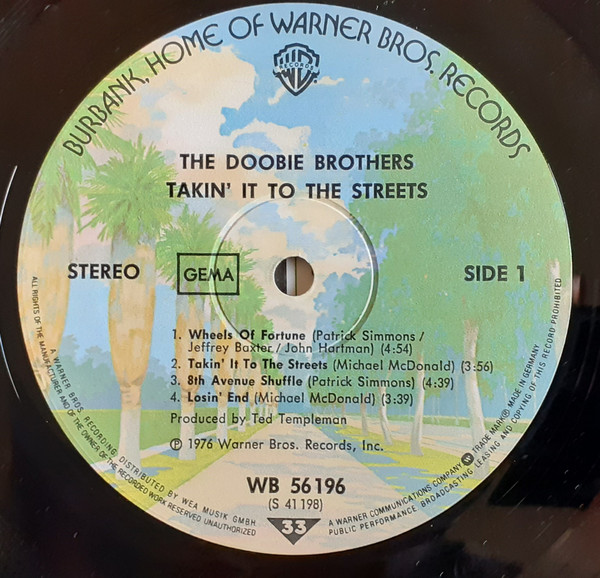 BURBANK, HOME OF WARNER BROS. RECORDS
WB
RECORDS
THE DOOBIE BROTHERS
TAKIN' IT TO THE STREETS
STEREO
GEMA
SIDE 1
1. Wheels Of Fortune (Patrick Simmons /
Jeffrey Baxter / John Hartman) (4:54)
2. Takin' It To The Streets (Michael McDonald) (3:56)
3. 8th Avenue Shuffle (Patrick Simmons) (4:39)
4. Losin' End (Michael McDonald) (3:39)
Produced by Ted Templeman
Ⓟ 1976 Warner Bros. Records, Inc.
WB 56 196
(S 41 198)
33
A WARNER BROS. RECORDING DISTRIBUTED BY WEA MUSIK GMBH
ALL RIGHTS OF THE MANUFACTURER AND OF THE OWNER OF THE RECORDED WORK RESERVED UNAUTHORIZED
A WARNER COMMUNICATIONS COMPANY TRADE MARK® MADE IN GERMANY
PUBLIC PERFORMANCE. BROADCASTING LEASING AND COPYING OF THIS RECORD PROHIBITED